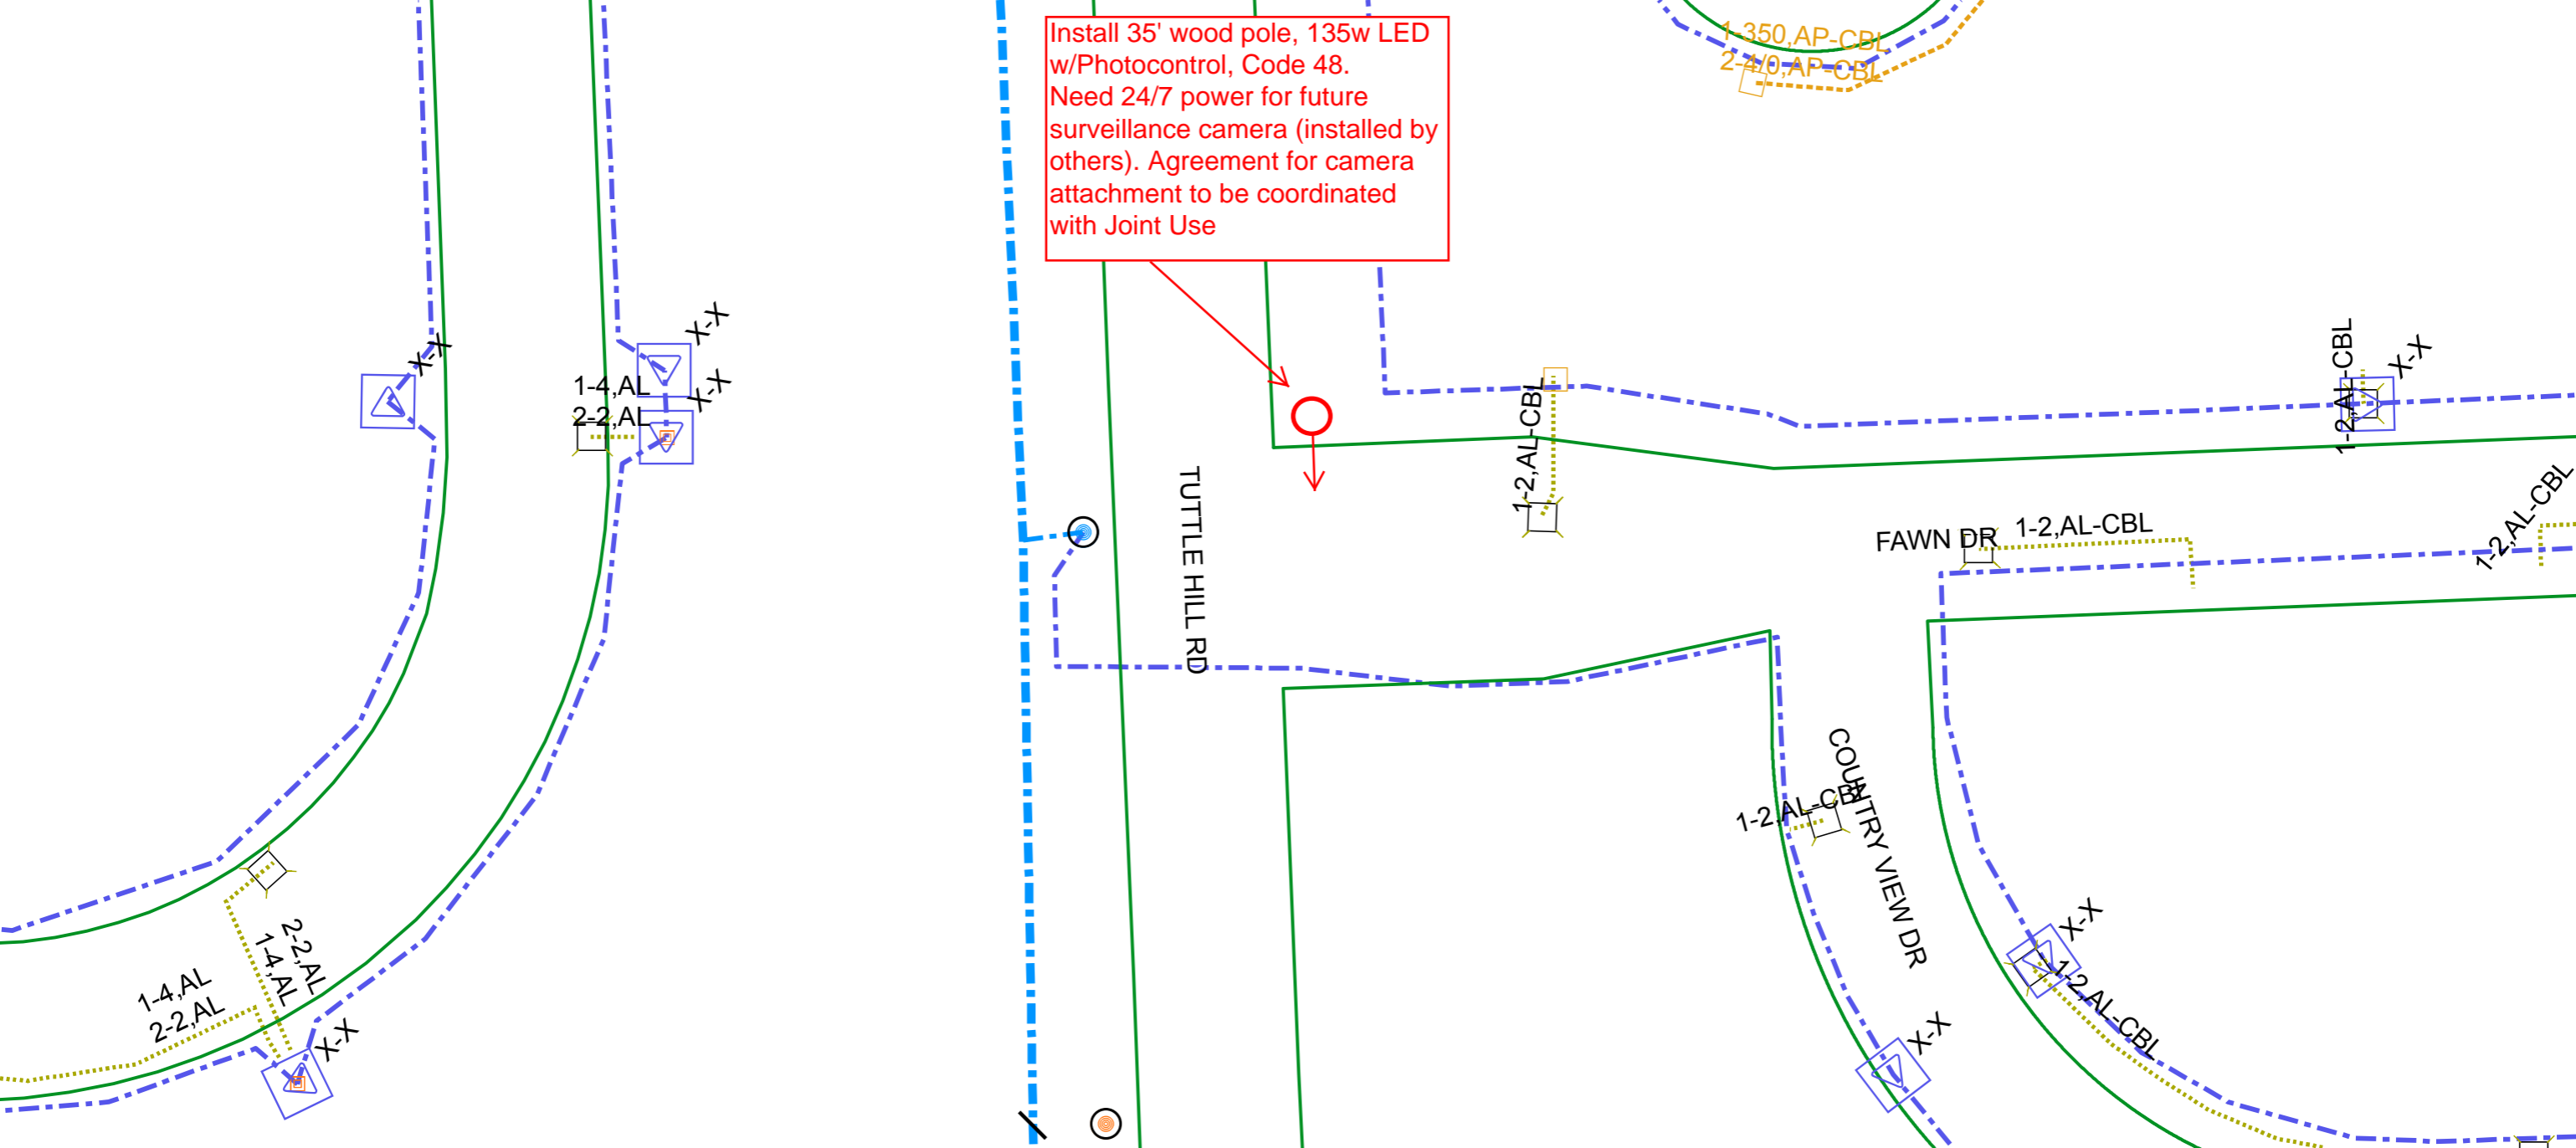 Install 35' wood pole, 135w LED
w/Photocontrol, Code 48.
Need 24/7 power for future
surveillance camera (installed by
others). Agreement for camera
attachment to be coordinated
with Joint Use
1-350,AP-CBL
2-4/0,AP-CBL
X-X
X-X
X-X
1-4,AL
2-2,AL
1-2,AL-CBL
1-2,AL-CBL
X-X
TUTTLE HILL RD
FAWN DR
1-2,AL-CBL
1-2,AL-CBL
COUNTRY VIEW DR
1-2,AL-CBL
X-X
1-2,AL-CBL
X-X
2-2,AL
1-4,AL
1-4,AL
2-2,AL
X-X